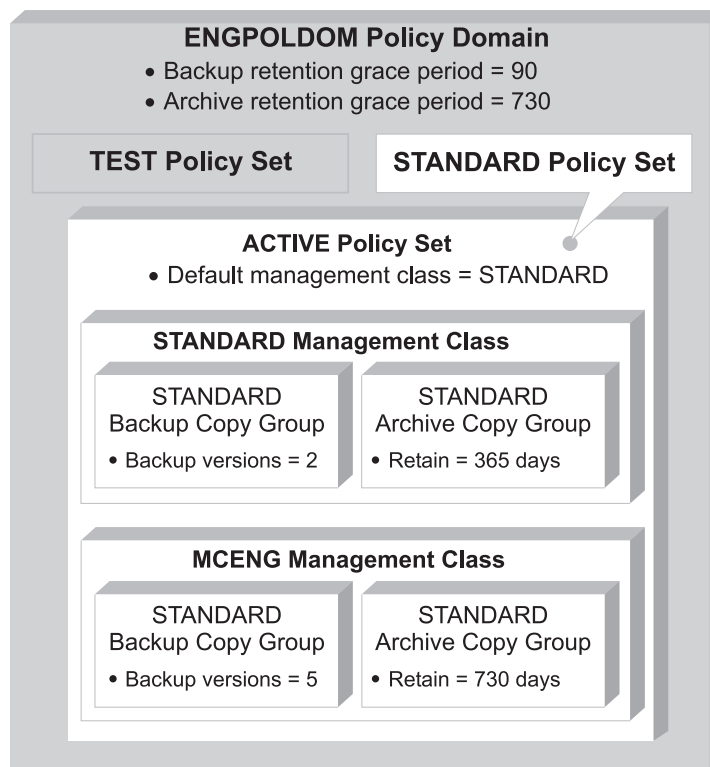 ENGPOLDOM Policy Domain
• Backup retention grace period = 90
• Archive retention grace period = 730
TEST Policy Set
STANDARD Policy Set
ACTIVE Policy Set
• Default management class = STANDARD
STANDARD Management Class
STANDARD
Backup Copy Group
• Backup versions = 2
STANDARD
Archive Copy Group
• Retain = 365 days
MCENG Management Class
STANDARD
Backup Copy Group
• Backup versions = 5
STANDARD
Archive Copy Group
• Retain = 730 days